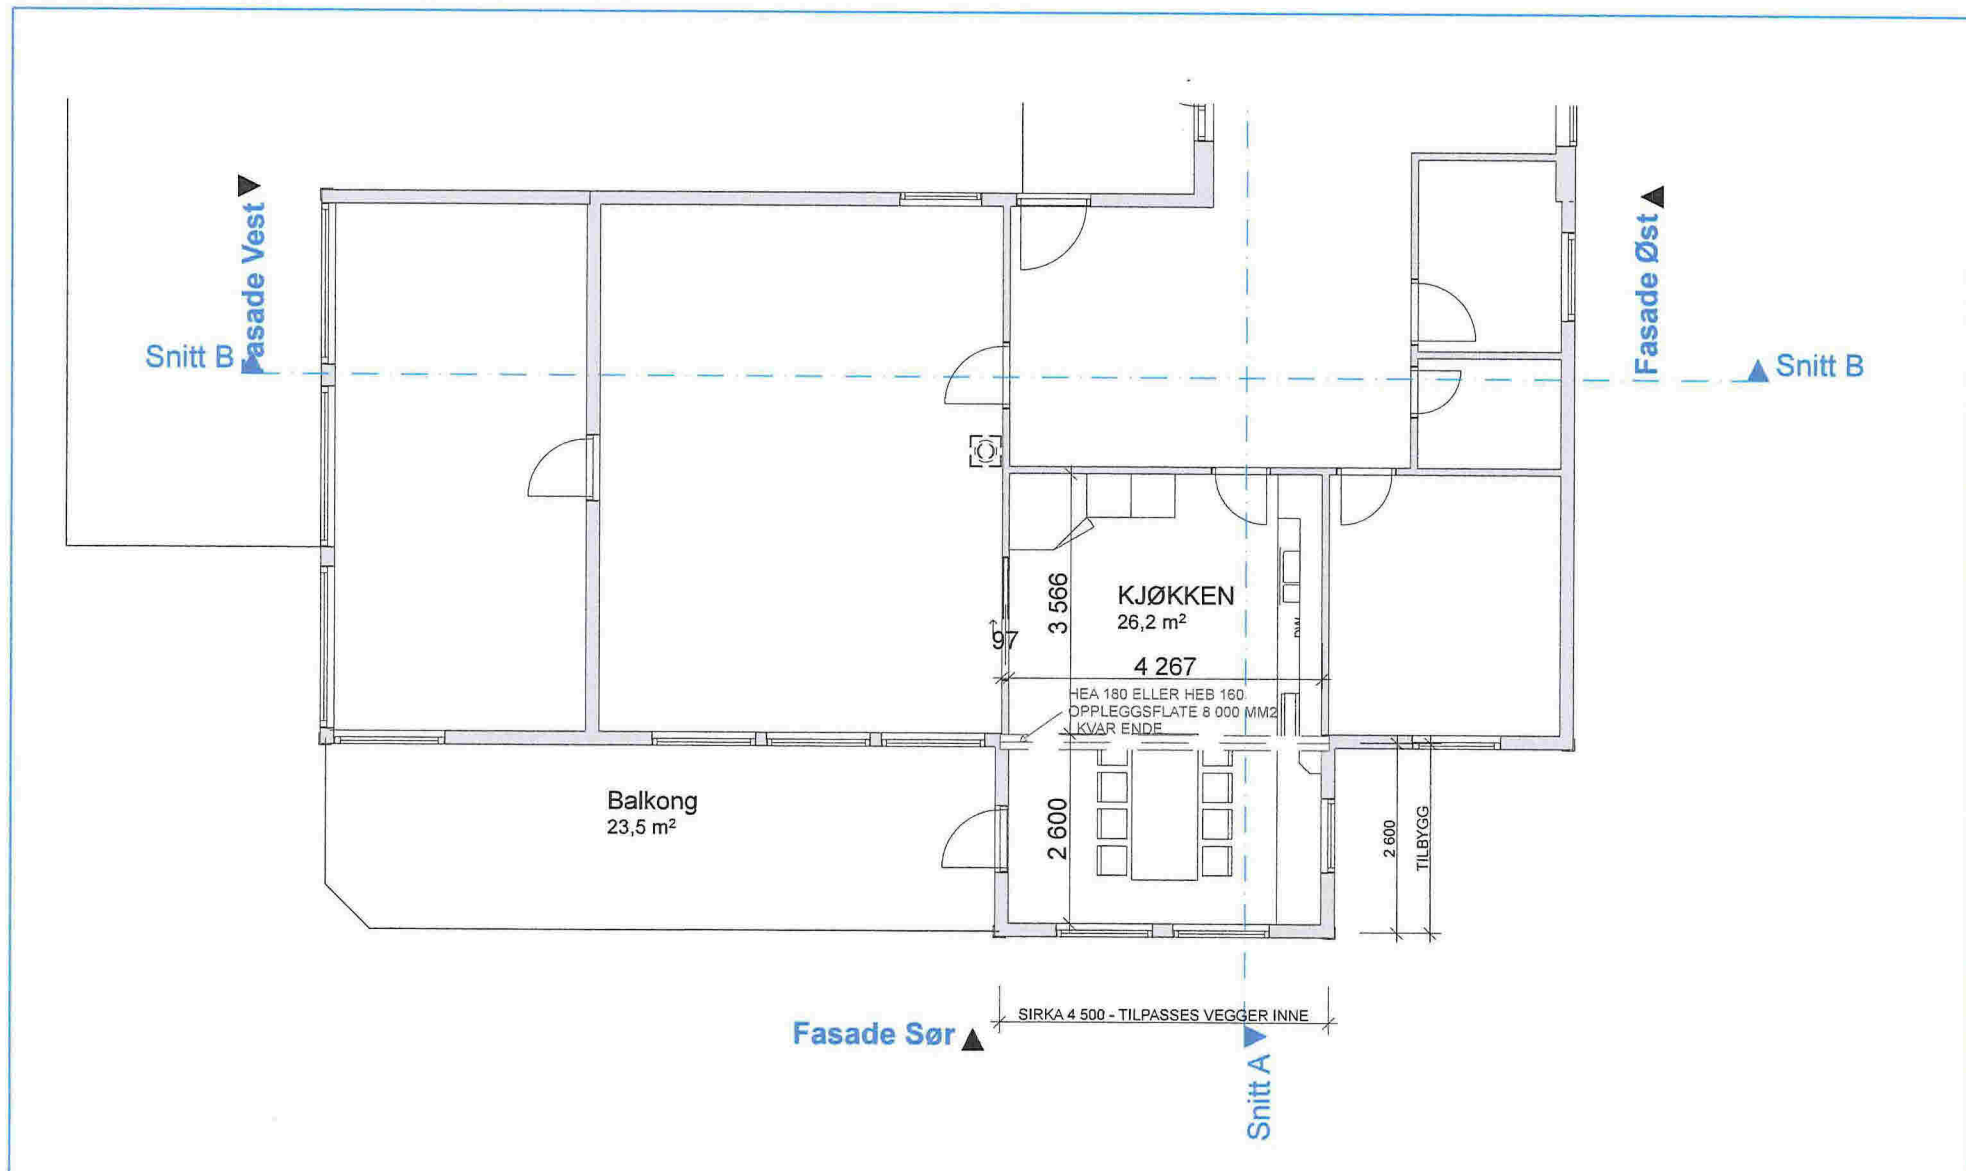 Fasade Vest
Fasade Øst
Snitt B
Snitt B
KJØKKEN
26,2 m²
3 566
97
4 267
HEA 180 ELLER HEB 160.
OPPLEGGSFLATE 8 000 MM2
I KVAR ENDE
Balkong
23,5 m²
2 600
2 600
TILBYGG
SIRKA 4 500 - TILPASSES VEGGER INNE
Fasade Sør
Snitt A